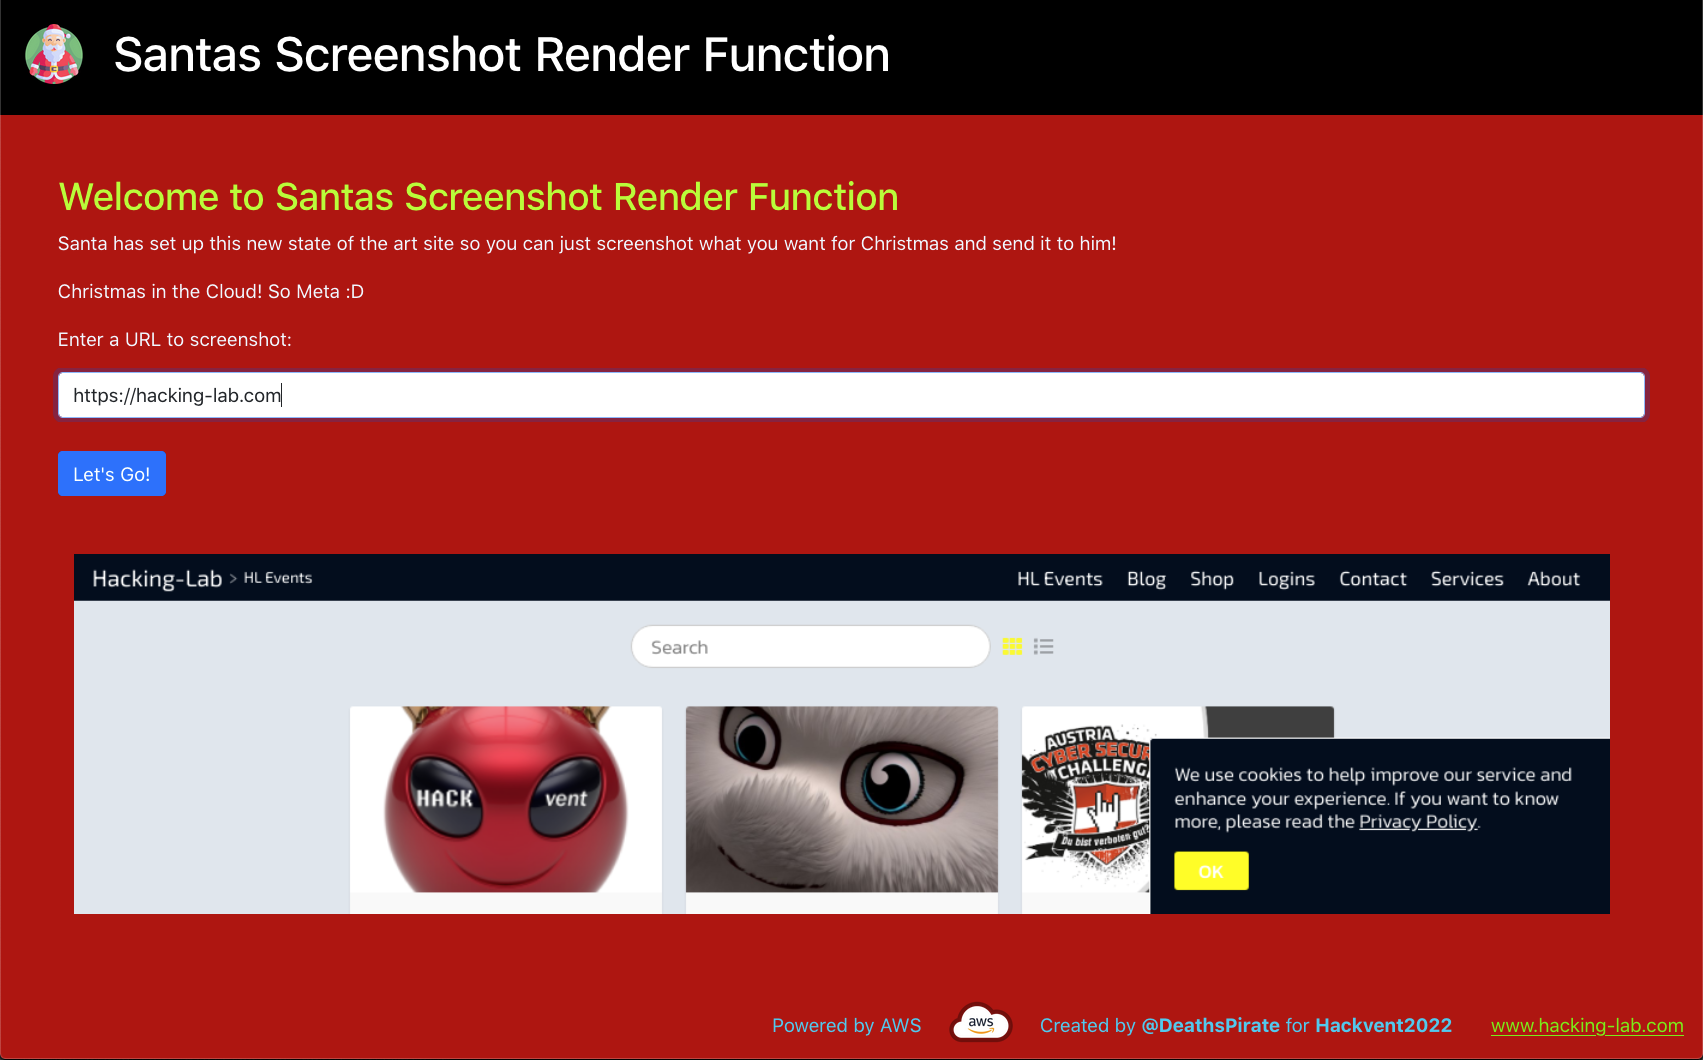 Santas Screenshot Render Function
Welcome to Santas Screenshot Render Function
Santa has set up this new state of the art site so you can just screenshot what you want for Christmas and send it to him!
Christmas in the Cloud! So Meta :D
Enter a URL to screenshot:
https://hacking-lab.com
Let's Go!
Hacking-Lab > HL Events HL Events Blog Shop Logins Contact Services About
Search
HACK vent
AUSTRIA
CYBER SECUR
CHALLENG
Du bist verboten gut?
We use cookies to help improve our service and
enhance your experience. If you want to know
more, please read the Privacy Policy.
OK
Powered by AWS aws Created by @DeathsPirate for Hackvent2022 www.hacking-lab.com